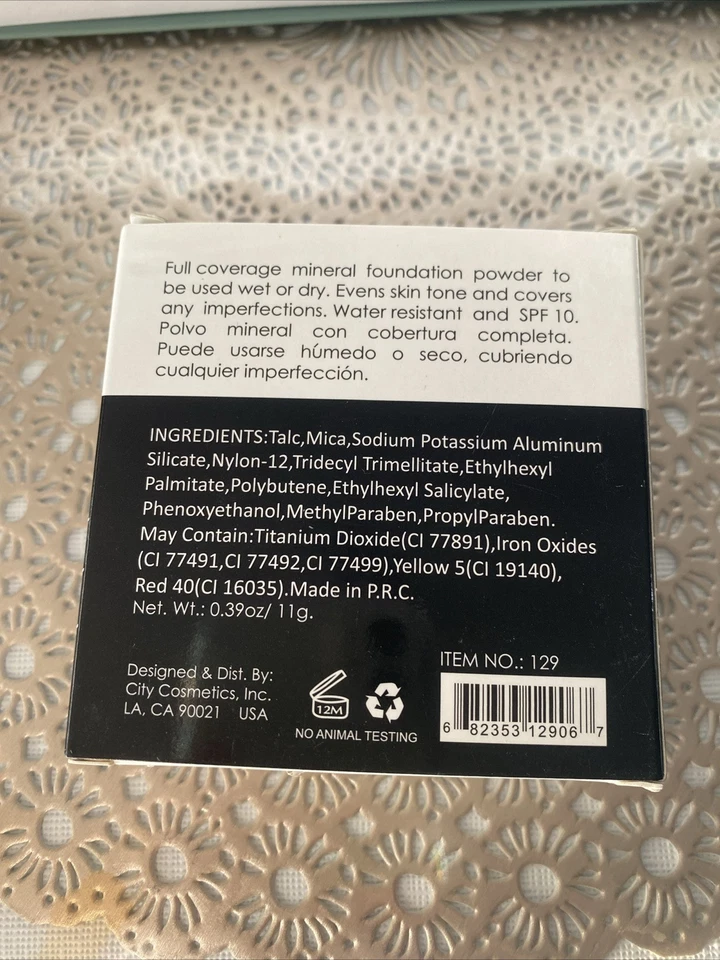 Full coverage mineral foundation powder to
be used wet or dry. Evens skin tone and covers
any imperfections. Water resistant and SPF 10.
Polvo mineral con cobertura completa.
Puede usarse húmedo o seco, cubriendo
cualquier imperfección.
INGREDIENTS:Talc,Mica,Sodium Potassium Aluminum
Silicate,Nylon-12,Tridecyl Trimellitate,Ethylhexyl
Palmitate,Polybutene,Ethylhexyl Salicylate,
Phenoxyethanol,MethylParaben,PropylParaben.
May Contain:Titanium Dioxide(CI 77891),Iron Oxides
(CI 77491,CI 77492,CI 77499),Yellow 5(CI 19140),
Red 40(CI 16035).Made in P.R.C.
Net. Wt.: 0.39oz/ 11g.
Designed & Dist. By:
City Cosmetics, Inc.
LA, CA 90021 USA
12M
NO ANIMAL TESTING
ITEM NO.: 129
6 82353 12906 7